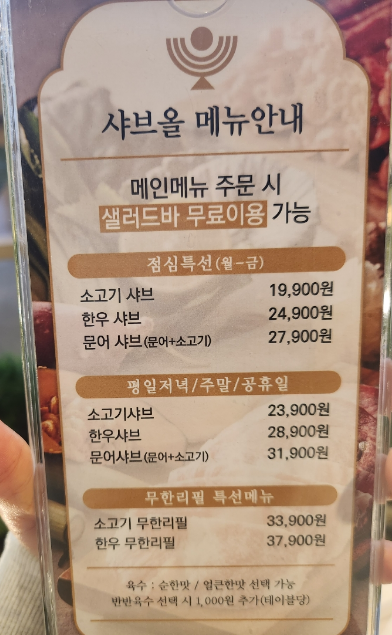 샤브올 메뉴안내
메인메뉴 주문 시
샐러드바 무료이용 가능
점심특선(월-금)
소고기 샤브 19,900원
한우 샤브 24,900원
문어 샤브(문어+소고기) 27,900원
평일저녁/주말/공휴일
소고기샤브 23,900원
한우샤브 28,900원
문어샤브(문어+소고기) 31,900원
무한리필 특선메뉴
소고기 무한리필 33,900원
한우 무한리필 37,900원
육수 : 순한맛 / 얼큰한맛 선택 가능
반반육수 선택 시 1,000원 추가(테이블당)